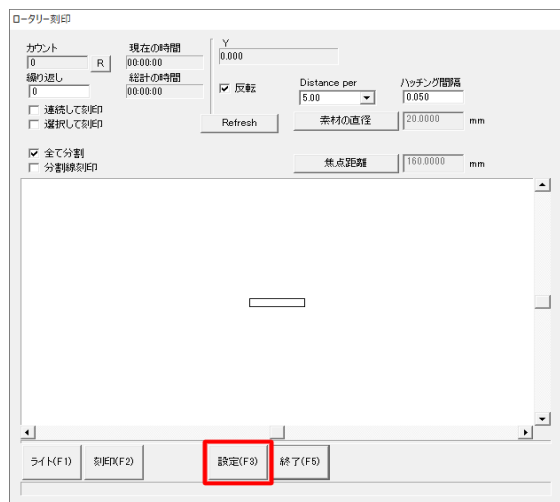 ロータリー刻印
カウント 現在の時間 Y
0 R 00:00:00 0.000
繰り返し 総計の時間
0 00:00:00 反転 Distance per ハッチング間隔
5.00 0.050
連続して刻印
選択して刻印 Refresh 素材の直径 20.0000 mm
全て分割
分割線刻印 焦点距離 160.0000 mm
ライト(F1) 刻印(F2) 設定(F3) 終了(F5)